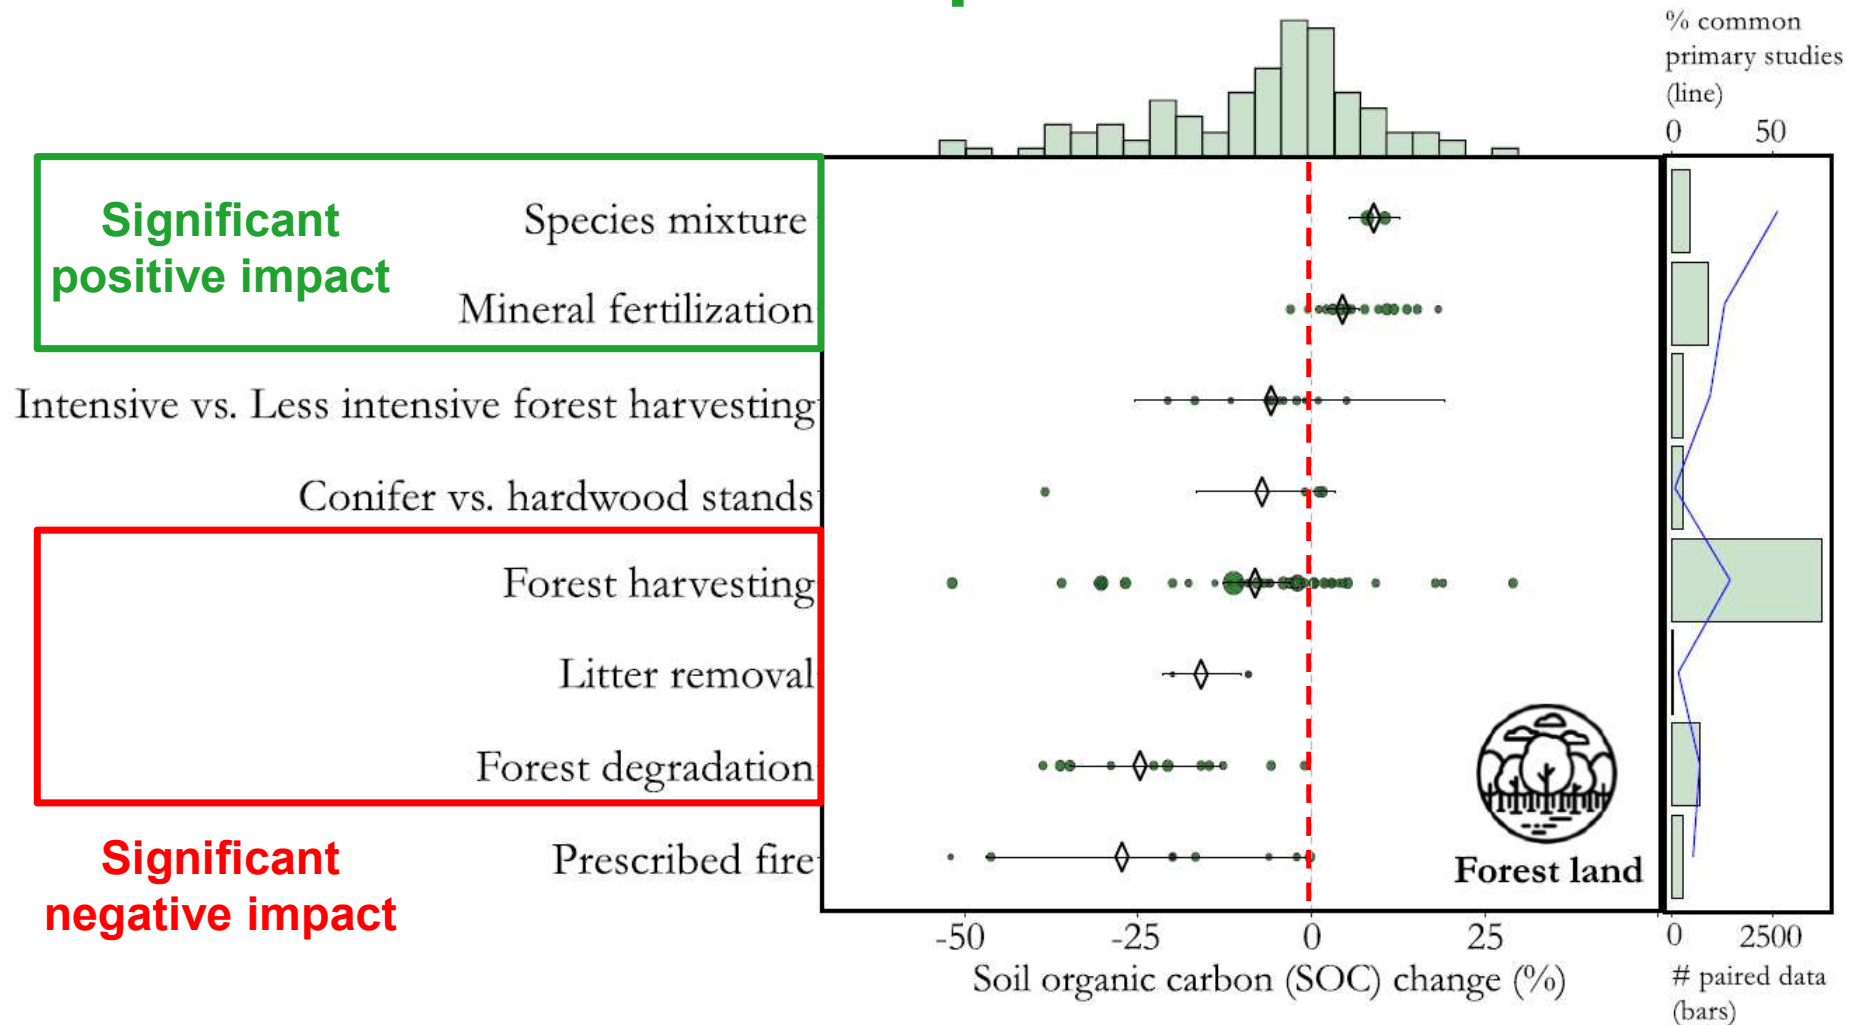 % common
primary studies
(line)
0 50
Significant
positive impact
Species mixture
Mineral fertilization
Intensive vs. Less intensive forest harvesting
Conifer vs. hardwood stands
Forest harvesting
Litter removal
Forest degradation
Significant
negative impact
Prescribed fire
Forest land
-50 -25 0 25
Soil organic carbon (SOC) change (%)
0 2500
# paired data
(bars)